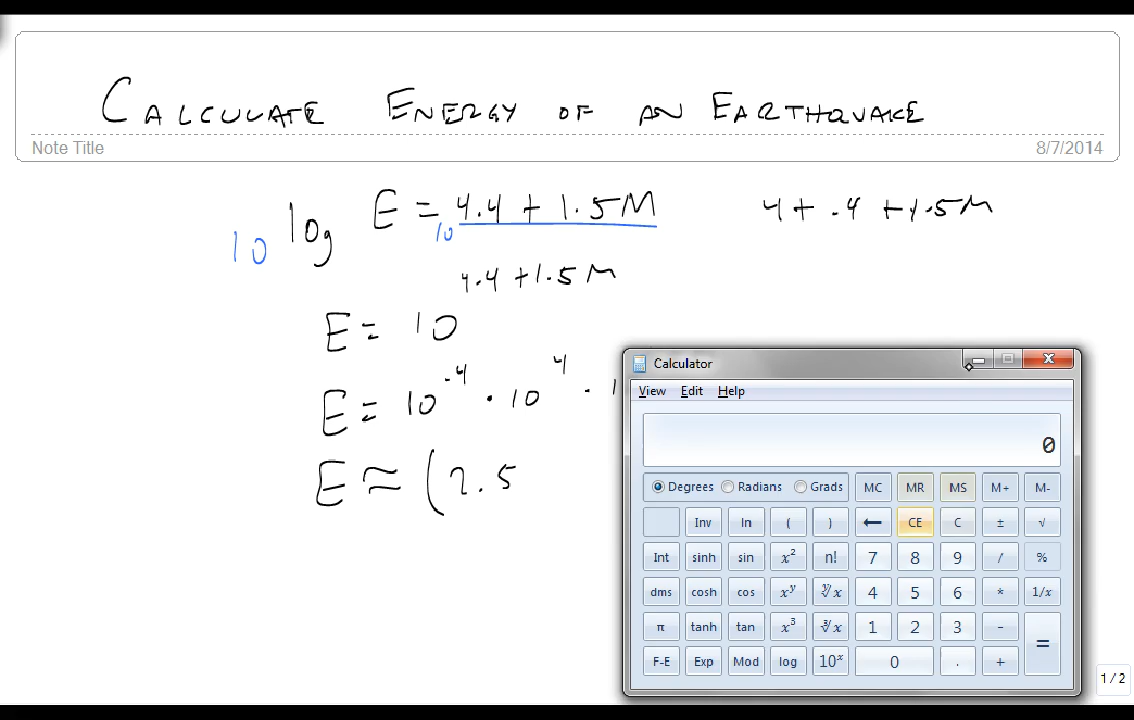 CALCULATE ENERGY OF AN EARTHQUAKE
Note Title 8/7/2014
10 log E = 10 4.4 + 1.5M
4 + .4 + 1.5M
4.4 + 1.5M
E = 10
E = 10^.4 · 10^4 · 1
E ≈ (2.5
Calculator
View Edit Help
0
Degrees Radians Grads MC MR MS M+ M-
Inv ln ( ) ← CE C ± √
Int sinh sin x² n! 7 8 9 / %
dms cosh cos xʸ ʸ√x 4 5 6 * 1/x
π tanh tan x³ ³√x 1 2 3 - =
F-E Exp Mod log 10ˣ 0 . +
1/2